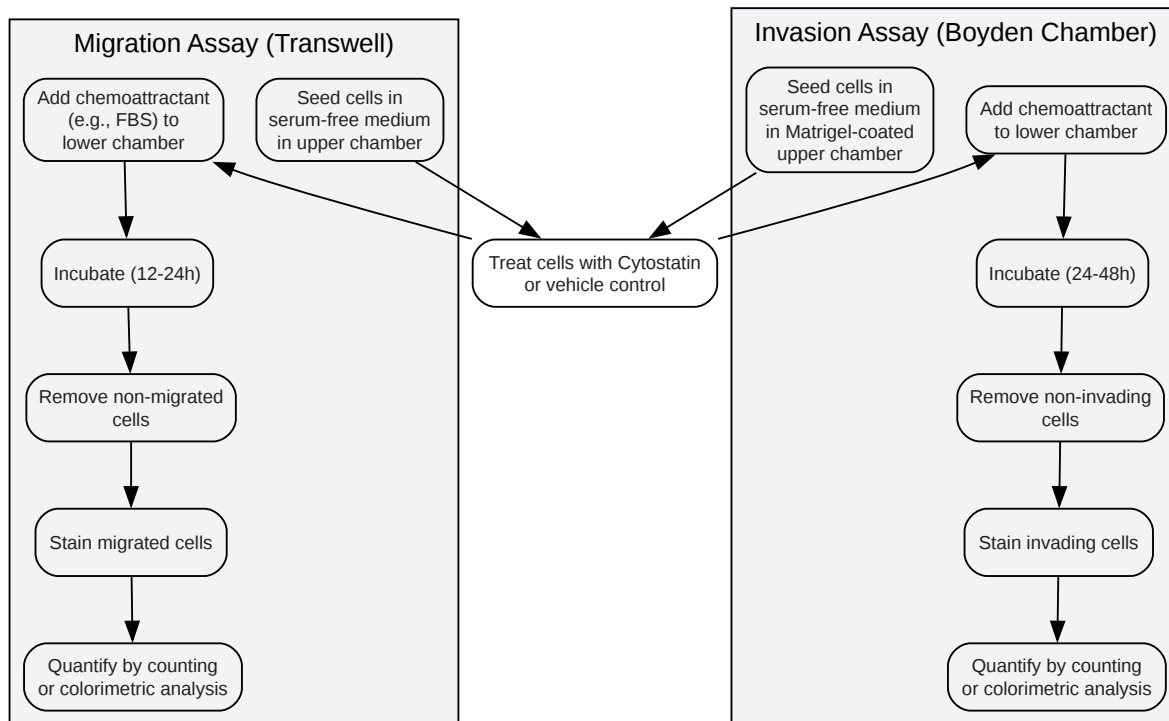 Migration Assay (Transwell)
Add chemoattractant
(e.g., FBS) to
lower chamber
Seed cells in
serum-free medium
in upper chamber
Incubate (12-24h)
Remove non-migrated
cells
Stain migrated cells
Quantify by counting
or colorimetric analysis
Treat cells with Cytostatin
or vehicle control
Invasion Assay (Boyden Chamber)
Seed cells in
serum-free medium
in Matrigel-coated
upper chamber
Add chemoattractant
to lower chamber
Incubate (24-48h)
Remove non-invading
cells
Stain invading cells
Quantify by counting
or colorimetric analysis